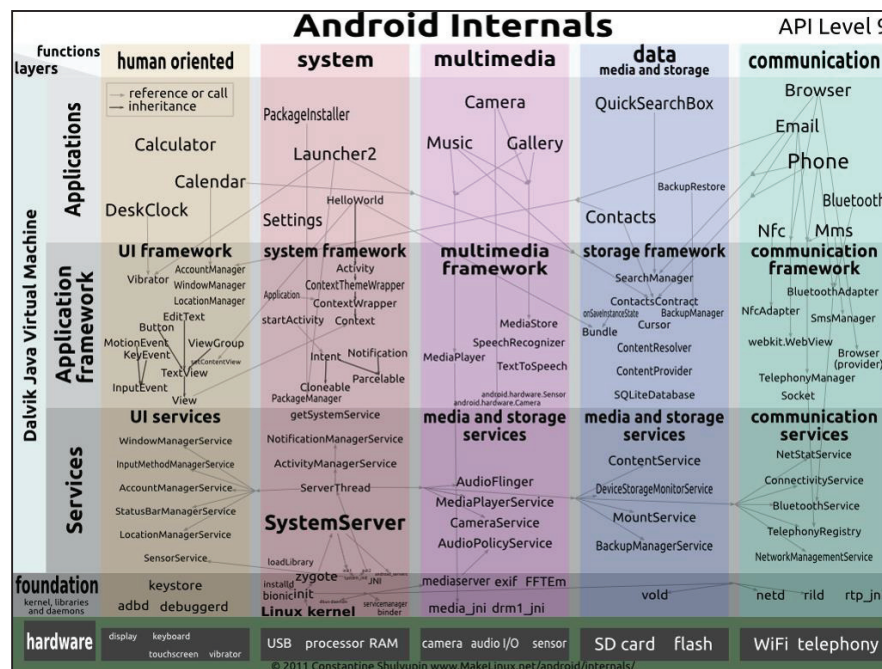 Android Internals
API Level 9
functions
layers
human oriented
system
multimedia
data
media and storage
communication
reference or call
inheritance
Dalvik Java Virtual Machine
Applications
Calculator
Calendar
DeskClock
PackageInstaller
Launcher2
HelloWorld
Settings
Camera
Music
Gallery
QuickSearchBox
BackupRestore
Contacts
Browser
Email
Phone
Bluetooth
Nfc
Mms
Application framework
UI framework
Vibrator
AccountManager
WindowManager
LocationManager
EditText
Button
MotionEvent
ViewGroup
KeyEvent
setContentView
TextView
InputEvent
View
system framework
Activity
ContextThemeWrapper
Application
ContextWrapper
startActivity
Context
Intent
Notification
Cloneable
Parcelable
PackageManager
multimedia
framework
MediaStore
SpeechRecognizer
MediaPlayer
TextToSpeech
android.hardware.Sensor
android.hardware.Camera
storage framework
SearchManager
ContactsContract
onSaveInstanceState
BackupManager
Cursor
Bundle
ContentResolver
ContentProvider
SQLiteDatabase
communication
framework
BluetoothAdapter
NfcAdapter
SmsManager
webkit.WebView
Browser
(provider)
TelephonyManager
Socket
Services
UI services
WindowManagerService
InputMethodManagerService
AccountManagerService
StatusBarManagerService
LocationManagerService
SensorService
getSystemService
NotificationManagerService
ActivityManagerService
ServerThread
SystemServer
loadLibrary
media and storage
services
AudioFlinger
MediaPlayerService
CameraService
AudioPolicyService
media and storage
services
ContentService
DeviceStorageMonitorService
MountService
BackupManagerService
communication
services
NetStatService
ConnectivityService
BluetoothService
TelephonyRegistry
NetworkManagementService
foundation
kernel, libraries
and daemons
keystore
adbd debuggerd
zygote
JNI
installd
bionic
init
Linux kernel
servicemanager
binder
mediaserver exif FFTEm
media_jni drm1_jni
vold
netd rild rtp_jn
hardware
display keyboard
touchscreen vibrator
USB processor RAM
camera audio I/O sensor
SD card flash
WiFi telephony
© 2011 Constantine Shulyupin www.MakeLinux.net/android/internals/